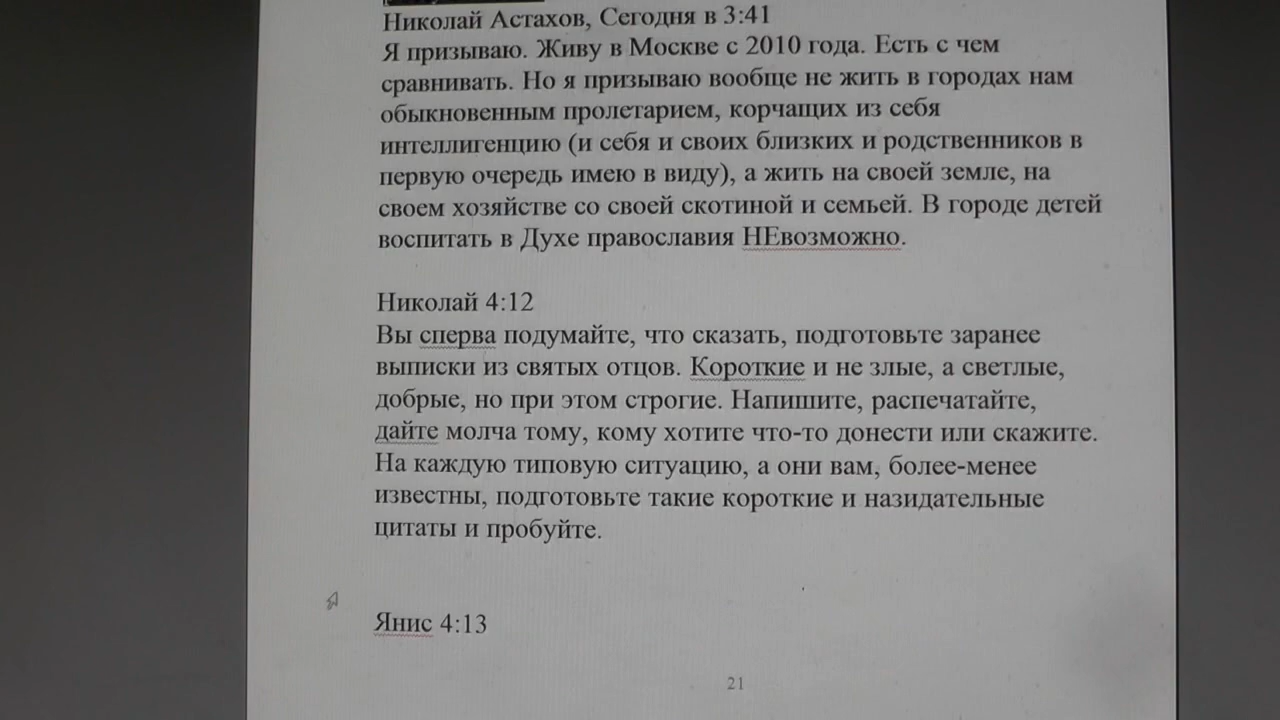 Николай Астахов, Сегодня в 3:41
Я призываю. Живу в Москве с 2010 года. Есть с чем
сравнивать. Но я призываю вообще не жить в городах нам
обыкновенным пролетарием, корчащих из себя
интеллигенцию (и себя и своих близких и родственников в
первую очередь имею в виду), а жить на своей земле, на
своем хозяйстве со своей скотиной и семьей. В городе детей
воспитать в Духе православия НЕвозможно.
Николай 4:12
Вы сперва подумайте, что сказать, подготовьте заранее
выписки из святых отцов. Короткие и не злые, а светлые,
добрые, но при этом строгие. Напишите, распечатайте,
дайте молча тому, кому хотите что-то донести или скажите.
На каждую типовую ситуацию, а они вам, более-менее
известны, подготовьте такие короткие и назидательные
цитаты и пробуйте.
Янис 4:13
21